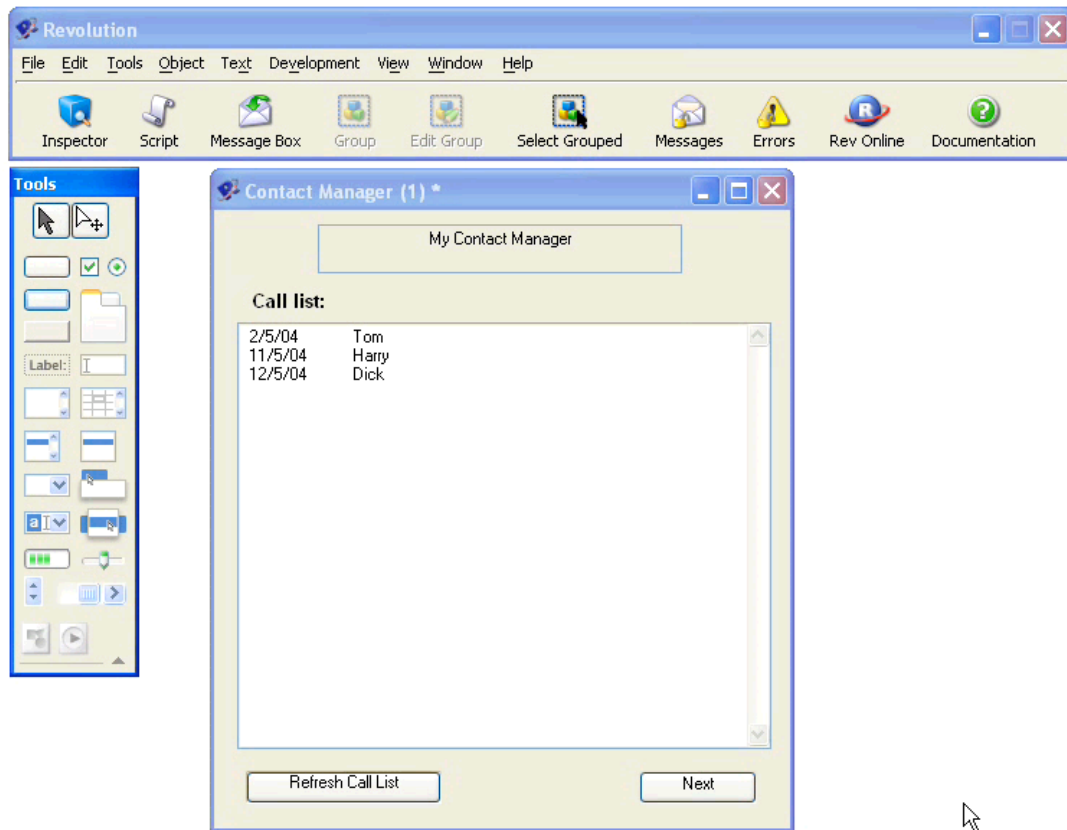 Revolution
File Edit Tools Object Text Development View Window Help
Inspector Script Message Box Group Edit Group Select Grouped Messages Errors Rev Online Documentation
Tools
Label:
a
Contact Manager (1) *
My Contact Manager
Call list:
2/5/04 Tom
11/5/04 Harry
12/5/04 Dick
Refresh Call List Next